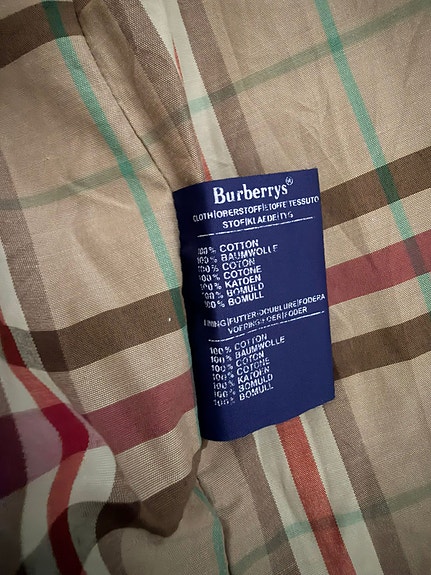 Burberrys®
CLOTH|OBERSTOFF|ETOFFE|TESSUTO
STOF|KLAEDE|TYG
100% COTTON
100% BAUMWOLLE
100% COTON
100% COTONE
100% KATOEN
100% BOMULD
100% BOMULL
LINING|FUTTER|DOUBLURE|FODERA
VOERING|FOER|FODER
100% COTTON
100% BAUMWOLLE
100% COTON
100% COTONE
100% KATOEN
100% BOMULD
100% BOMULL